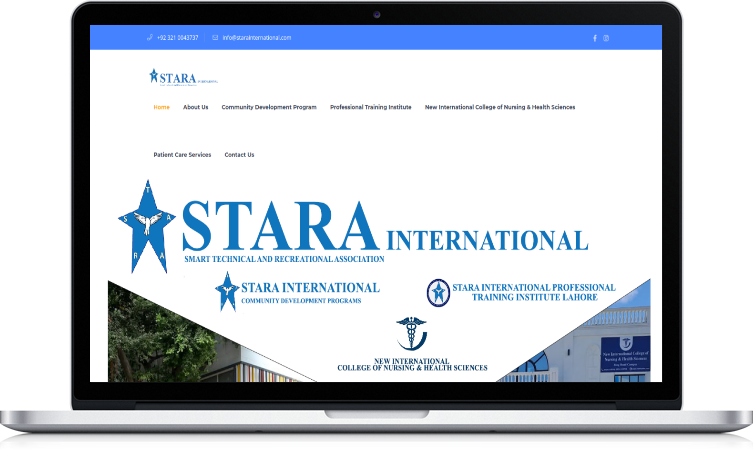 +92 321 0043737
info@starainternational.com
STARA
Home
About Us
Community Development Program
Professional Training Institute
New International College of Nursing & Health Sciences
Patient Care Services
Contact Us
T
S A
R A
STARA INTERNATIONAL
SMART TECHNICAL AND RECREATIONAL ASSOCIATION
STARA INTERNATIONAL
COMMUNITY DEVELOPMENT PROGRAMS
STARA INTERNATIONAL PROFESSIONAL
TRAINING INSTITUTE LAHORE
NEW INTERNATIONAL
COLLEGE OF NURSING & HEALTH SCIENCES
New International College of
Nursing & Health Sciences